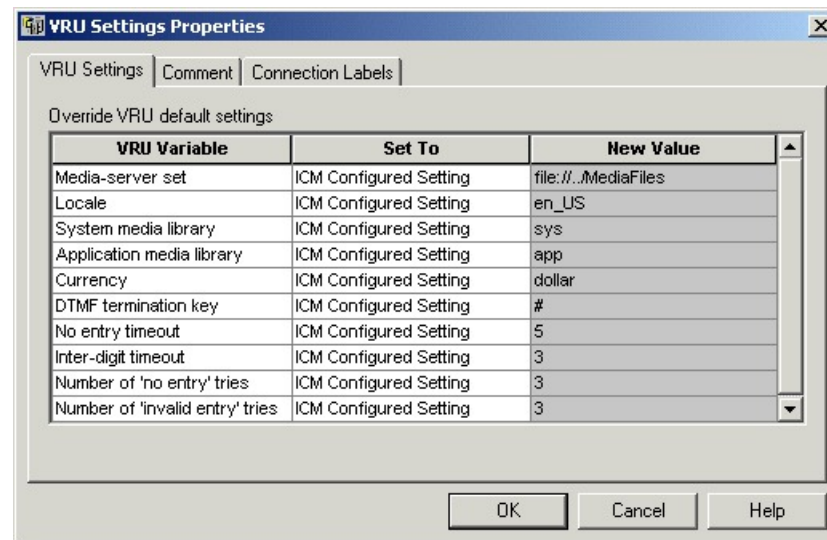 VRU Settings Properties
VRU Settings Comment Connection Labels
Override VRU default settings
VRU Variable Set To New Value
Media-server set ICM Configured Setting file://../MediaFiles
Locale ICM Configured Setting en_US
System media library ICM Configured Setting sys
Application media library ICM Configured Setting app
Currency ICM Configured Setting dollar
DTMF termination key ICM Configured Setting #
No entry timeout ICM Configured Setting 5
Inter-digit timeout ICM Configured Setting 3
Number of 'no entry' tries ICM Configured Setting 3
Number of 'invalid entry' tries ICM Configured Setting 3
OK Cancel Help